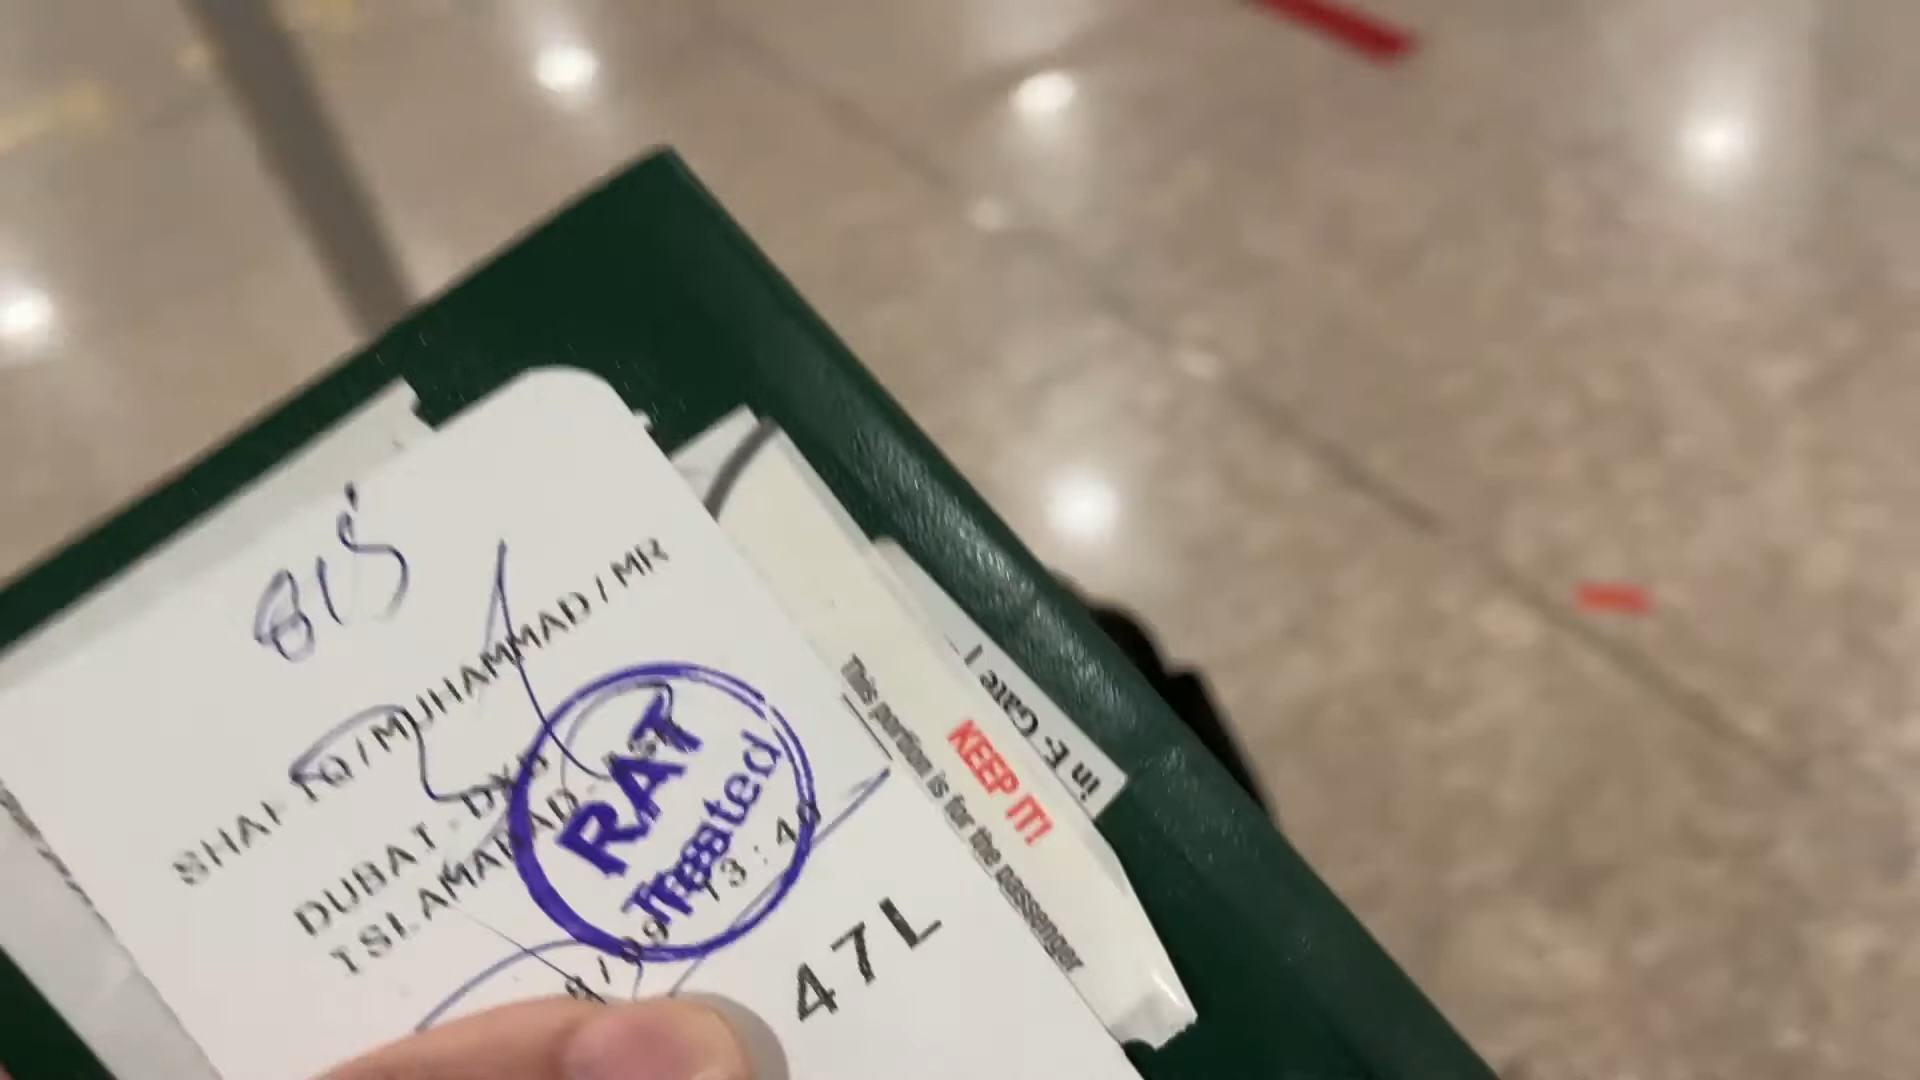 815
/MUHAMMAD/MR
DUBAI - DXB
ISLAMABAD
RAT
Tested
13:40
47L
This portion is for the passenger
KEEP IT!
in E-Gate